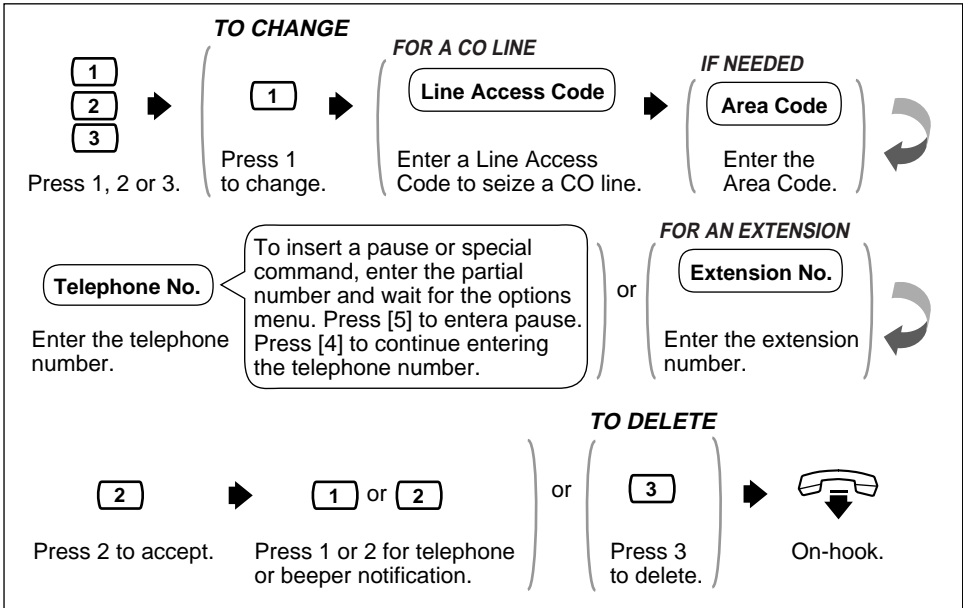 TO CHANGE
FOR A CO LINE
IF NEEDED
1
2
3
1
Line Access Code
Area Code
Press 1, 2 or 3.
Press 1
to change.
Enter a Line Access
Code to seize a CO line.
Enter the
Area Code.
Telephone No.
Enter the telephone
number.
To insert a pause or special
command, enter the partial
number and wait for the options
menu. Press [5] to entera pause.
Press [4] to continue entering
the telephone number.
or
FOR AN EXTENSION
Extension No.
Enter the extension
number.
2
Press 2 to accept.
1 or 2
Press 1 or 2 for telephone
or beeper notification.
or
TO DELETE
3
Press 3
to delete.
On-hook.